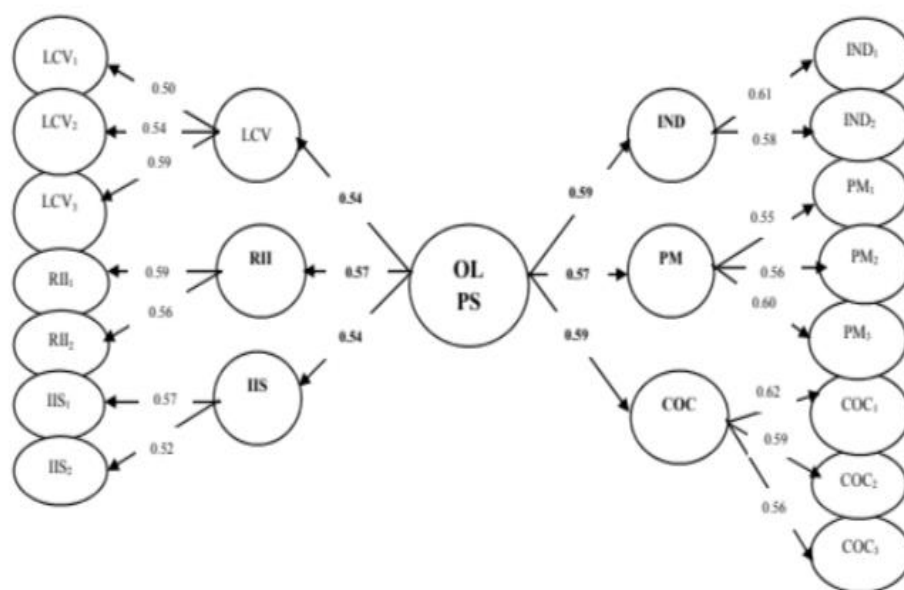 LCV₁
0.50
LCV₂
0.54
LCV
0.59
LCV₃
0.54
RII₁
0.59
RII
0.57
0.56
RII₂
0.54
IIS₁
0.57
IIS
0.52
IIS₂
OL
PS
IND₁
0.61
IND
IND₂
0.58
0.59
PM₁
0.55
PM
0.57
PM₂
0.56
0.60
PM₃
0.59
COC
0.62
COC₁
0.59
COC₂
0.56
COC₃